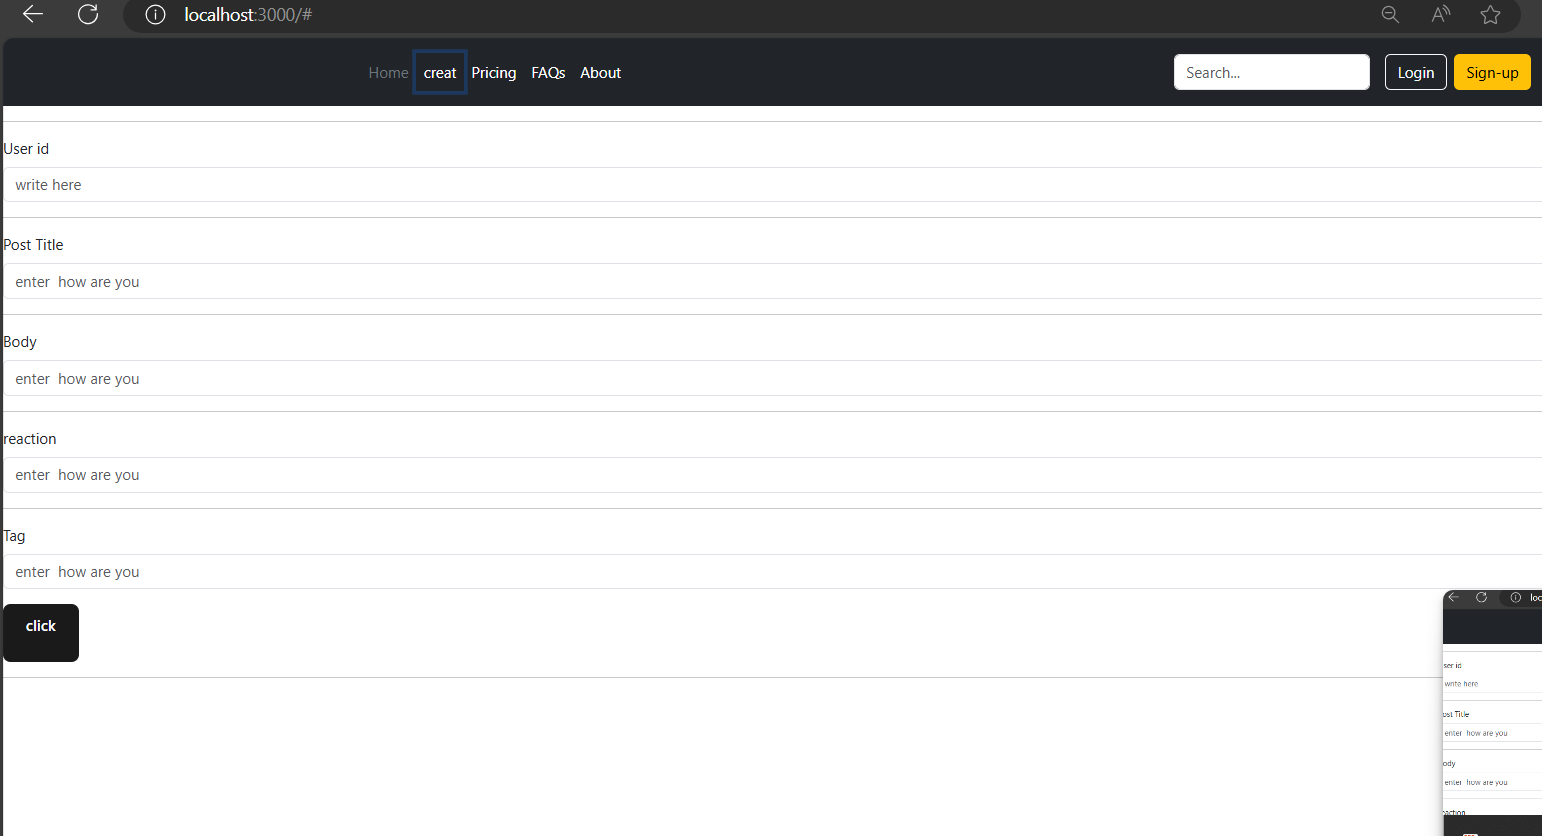 localhost:3000/#
Home creat Pricing FAQs About Search... Login Sign-up
User id
write here
Post Title
enter how are you
Body
enter how are you
reaction
enter how are you
Tag
enter how are you
click
loc
ser id
write here
ost Title
enter how are you
ody
enter how are you
action